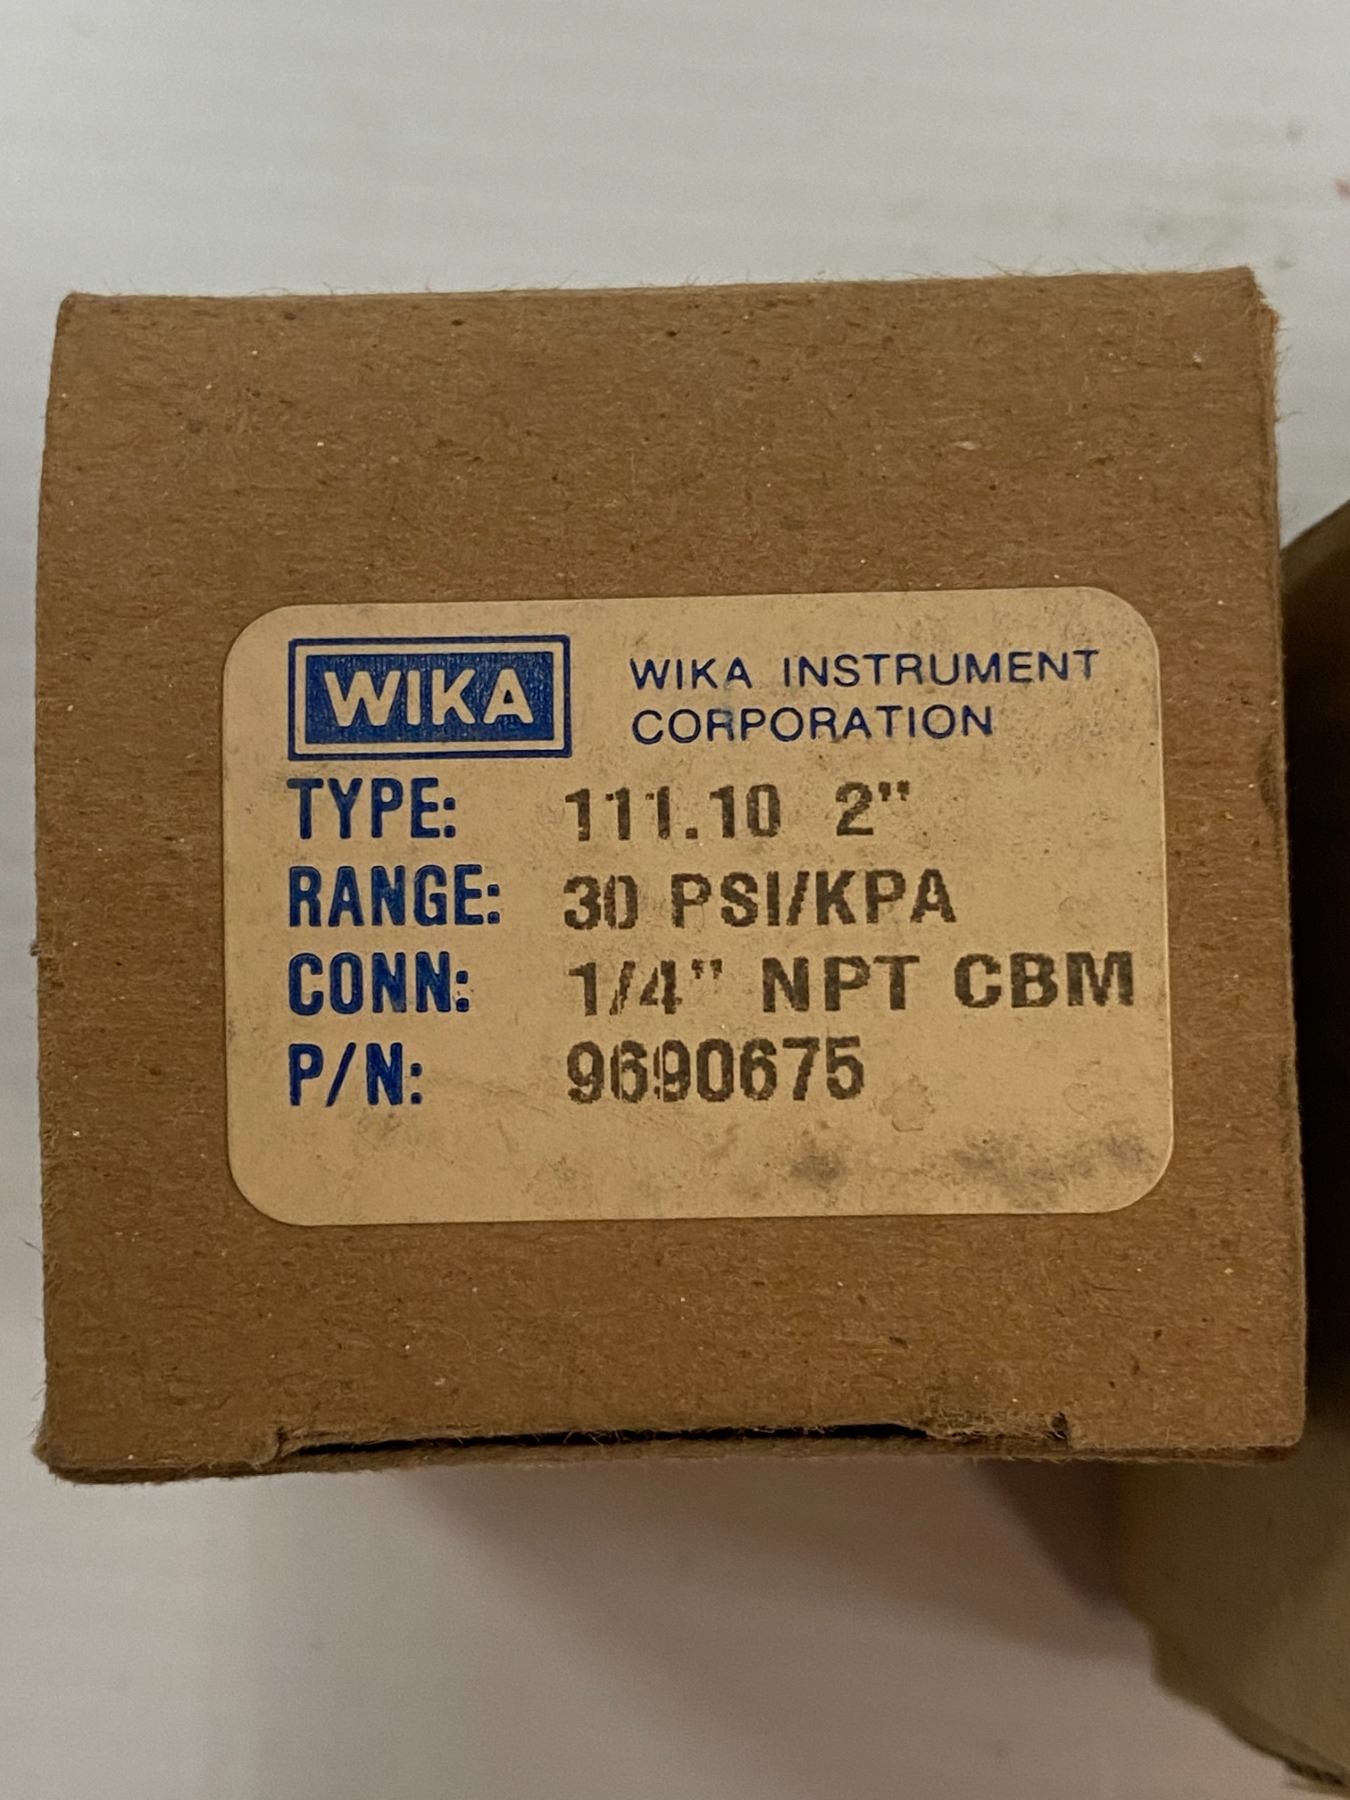 WIKA WIKA INSTRUMENT
CORPORATION
TYPE: 111.10 2"
RANGE: 30 PSI/KPA
CONN: 1/4" NPT CBM
P/N: 9690675